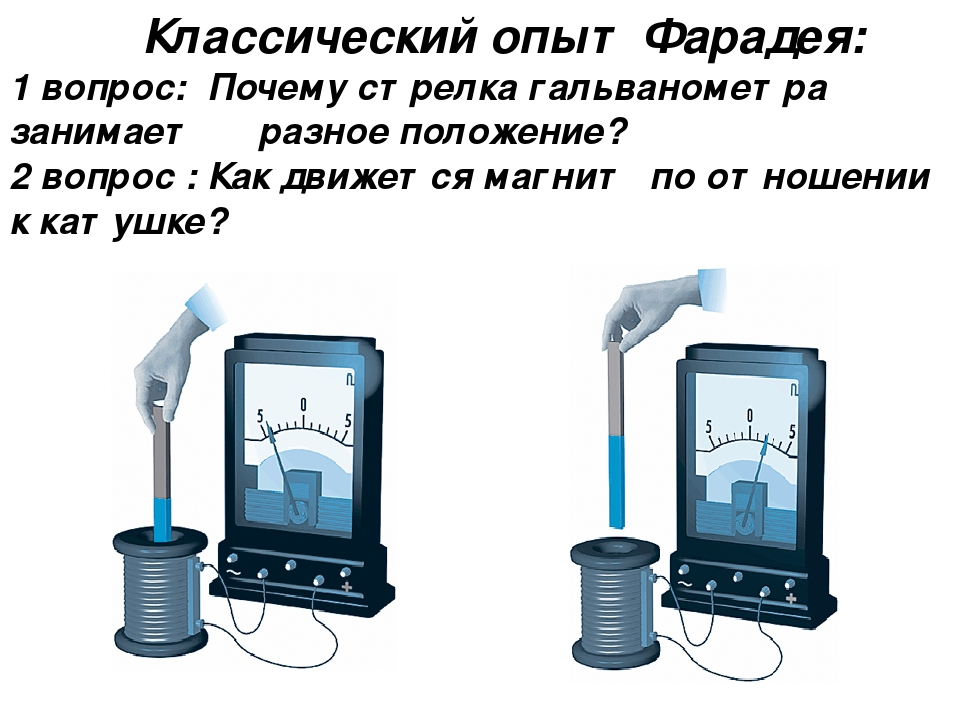 Классический опыт Фарадея:
1 вопрос: Почему стрелка гальванометра
занимает разное положение?
2 вопрос : Как движется магнит по отношении
к катушке?
5 0 5
~ +
5 0 5
~ +